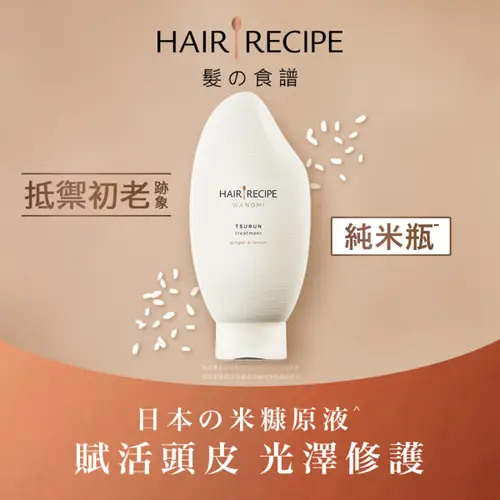 HAIR RECIPE
髮の食譜
抵禦初老跡象
純米瓶~
HAIR RECIPE
WANOMI
TSURUN
treatment
ginger & lemon
日本の米糠原液^
賦活頭皮 光澤修護